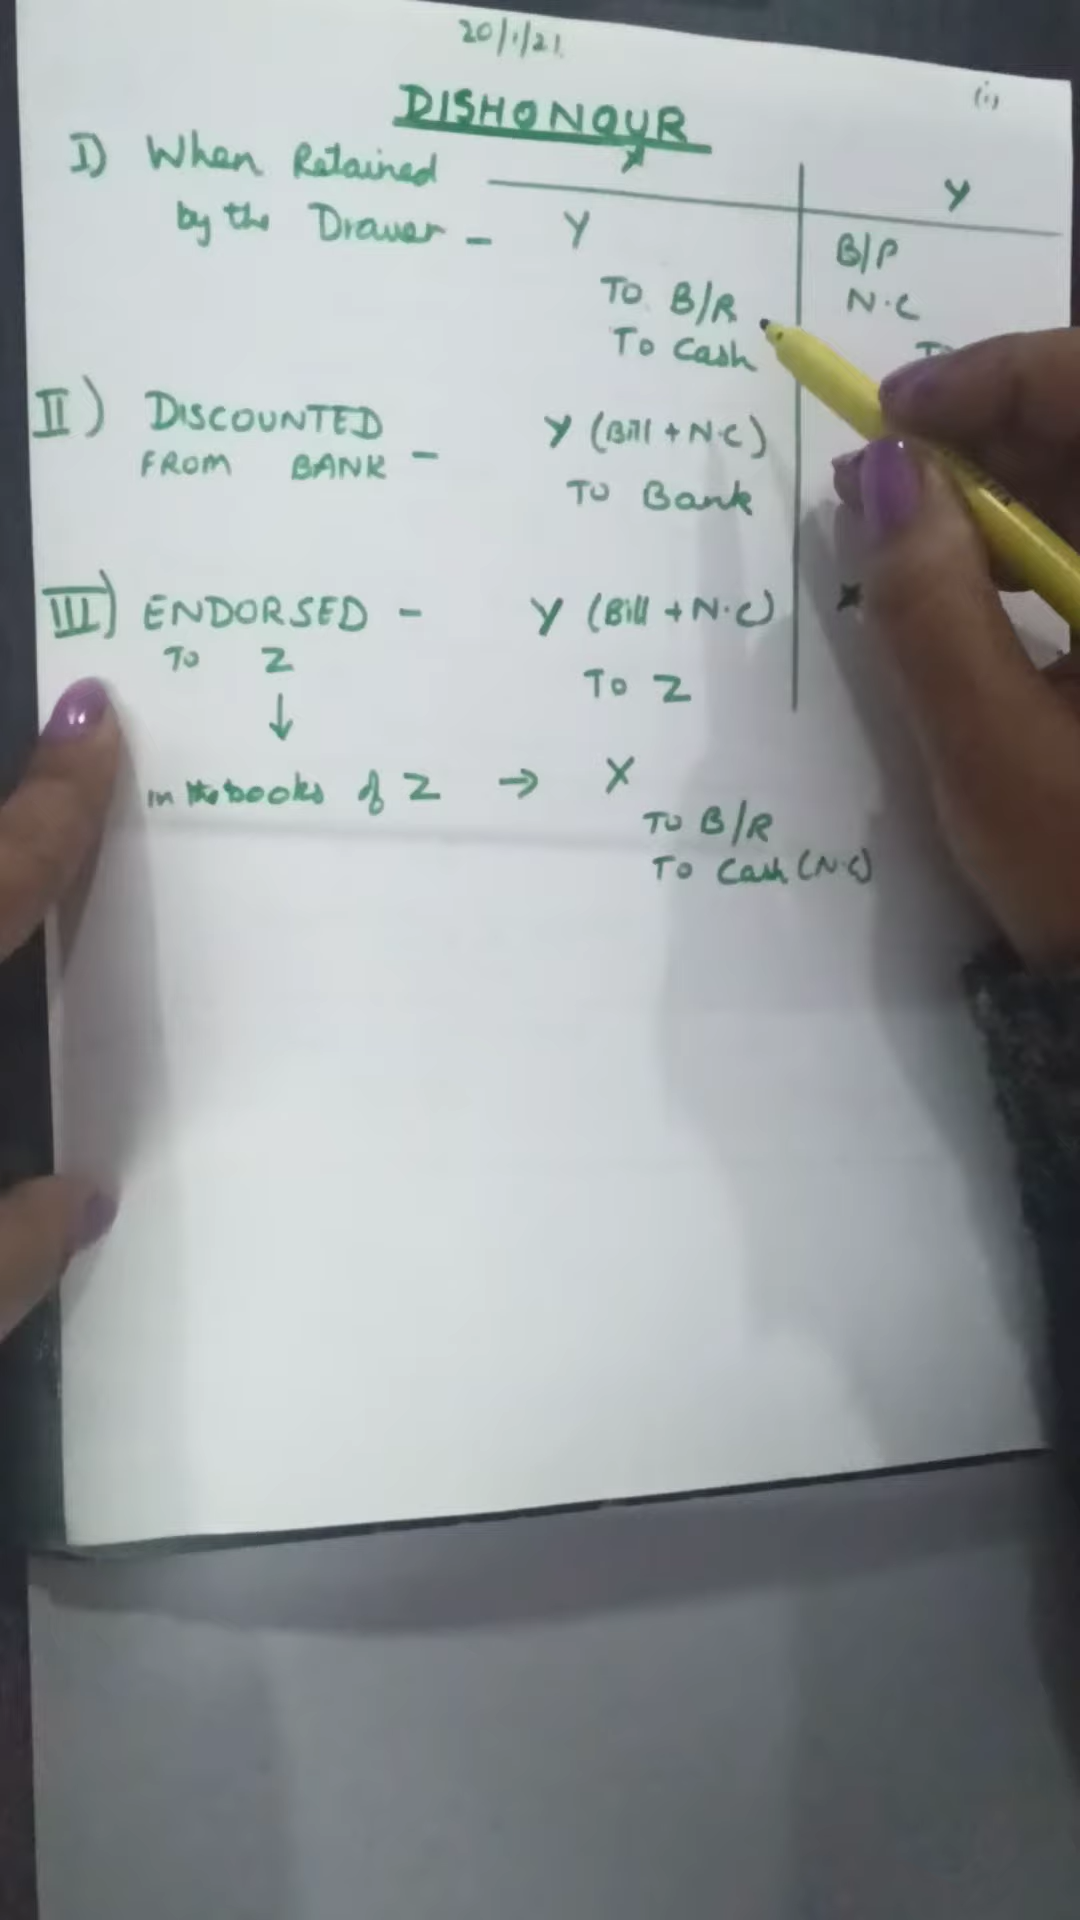 20/1/21
(i)
DISHONOUR
I) When Retained
by the Drawer -
X
Y
Y
To B/R
To Cash
B/P
N.C
II) DISCOUNTED
FROM BANK -
Y (Bill + N.C)
To Bank
III) ENDORSED -
To Z
↓
Y (Bill + N.C)
To Z
X
in the books of Z → X
To B/R
To Cash (N.C)